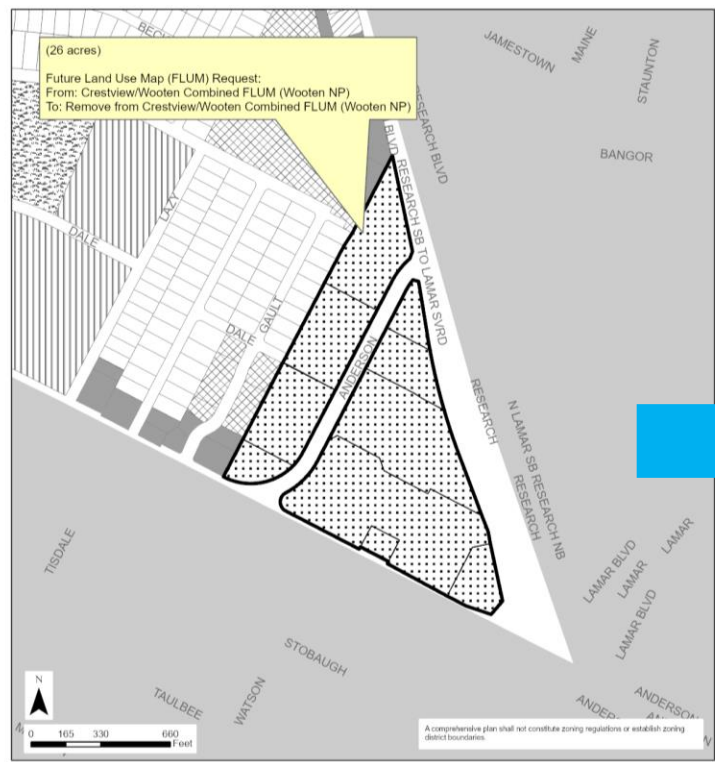 BEC
(26 acres)
Future Land Use Map (FLUM) Request:
From: Crestview/Wooten Combined FLUM (Wooten NP)
To: Remove from Crestview/Wooten Combined FLUM (Wooten NP)
JAMESTOWN
MAINE
STAUNTON
BANGOR
RESEARCH BLVD
BLVD RESEARCH SB TO LAMAR SVRD
LAZY
DALE
DALE
GAULT
ANDERSON
RESEARCH
N LAMAR SB RESEARCH NB
RESEARCH
LAMAR BLVD
LAMAR
LAMAR
LAMAR BLVD
TISDALE
STOBAUGH
WATSON
TAULBEE
ANDERSON
ANDER
N
0 165 330 660
Feet
A comprehensive plan shall not constitute zoning regulations or establish zoning
district boundaries.